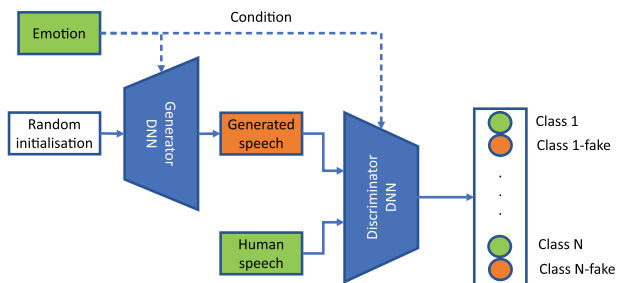 Condition
Emotion
Random
initialisation
Generator
DNN
Generated
speech
Human
speech
Discriminator
DNN
Class 1
Class 1-fake
.
.
.
Class N
Class N-fake